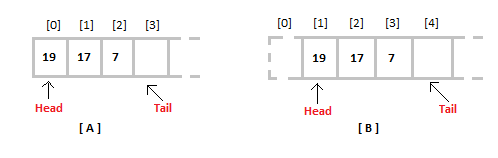 [0] [1] [2] [3]
19 17 7
Head Tail
[ A ]
[0] [1] [2] [3] [4]
19 17 7
Head Tail
[ B ]